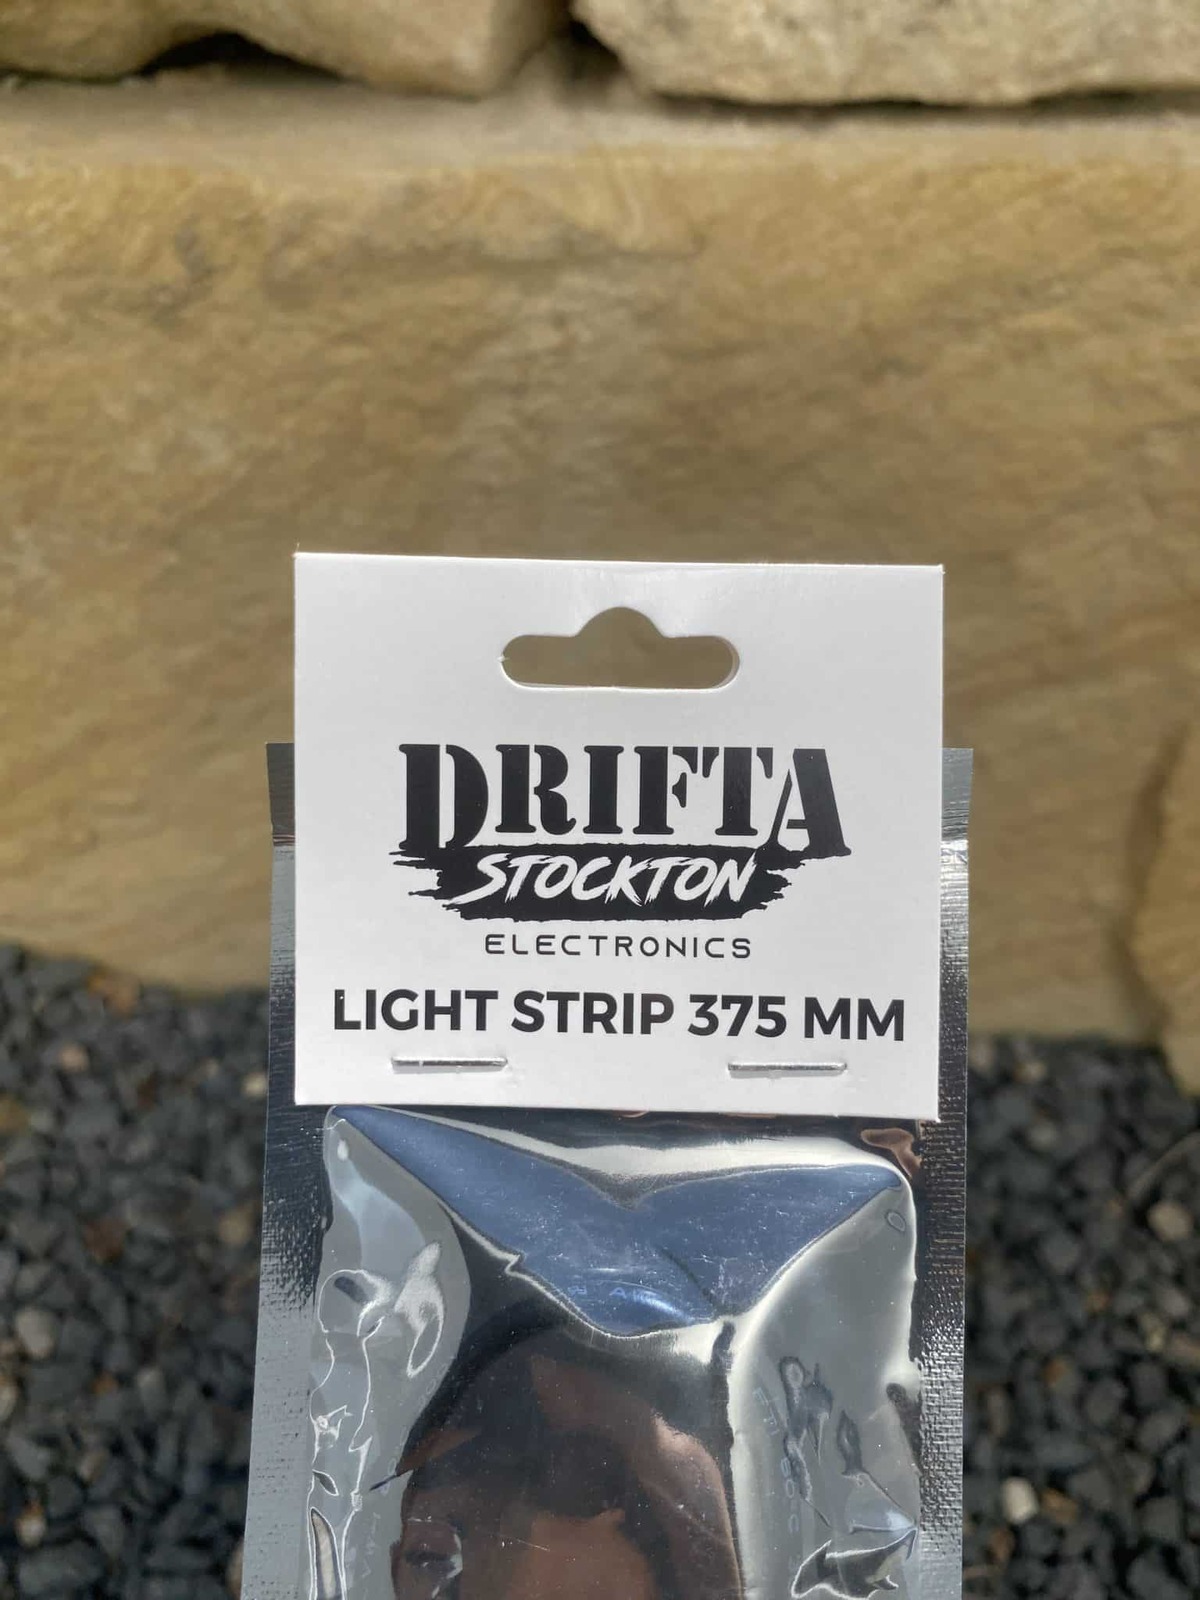 DRIFTA
STOCKTON
ELECTRONICS
LIGHT STRIP 375 MM